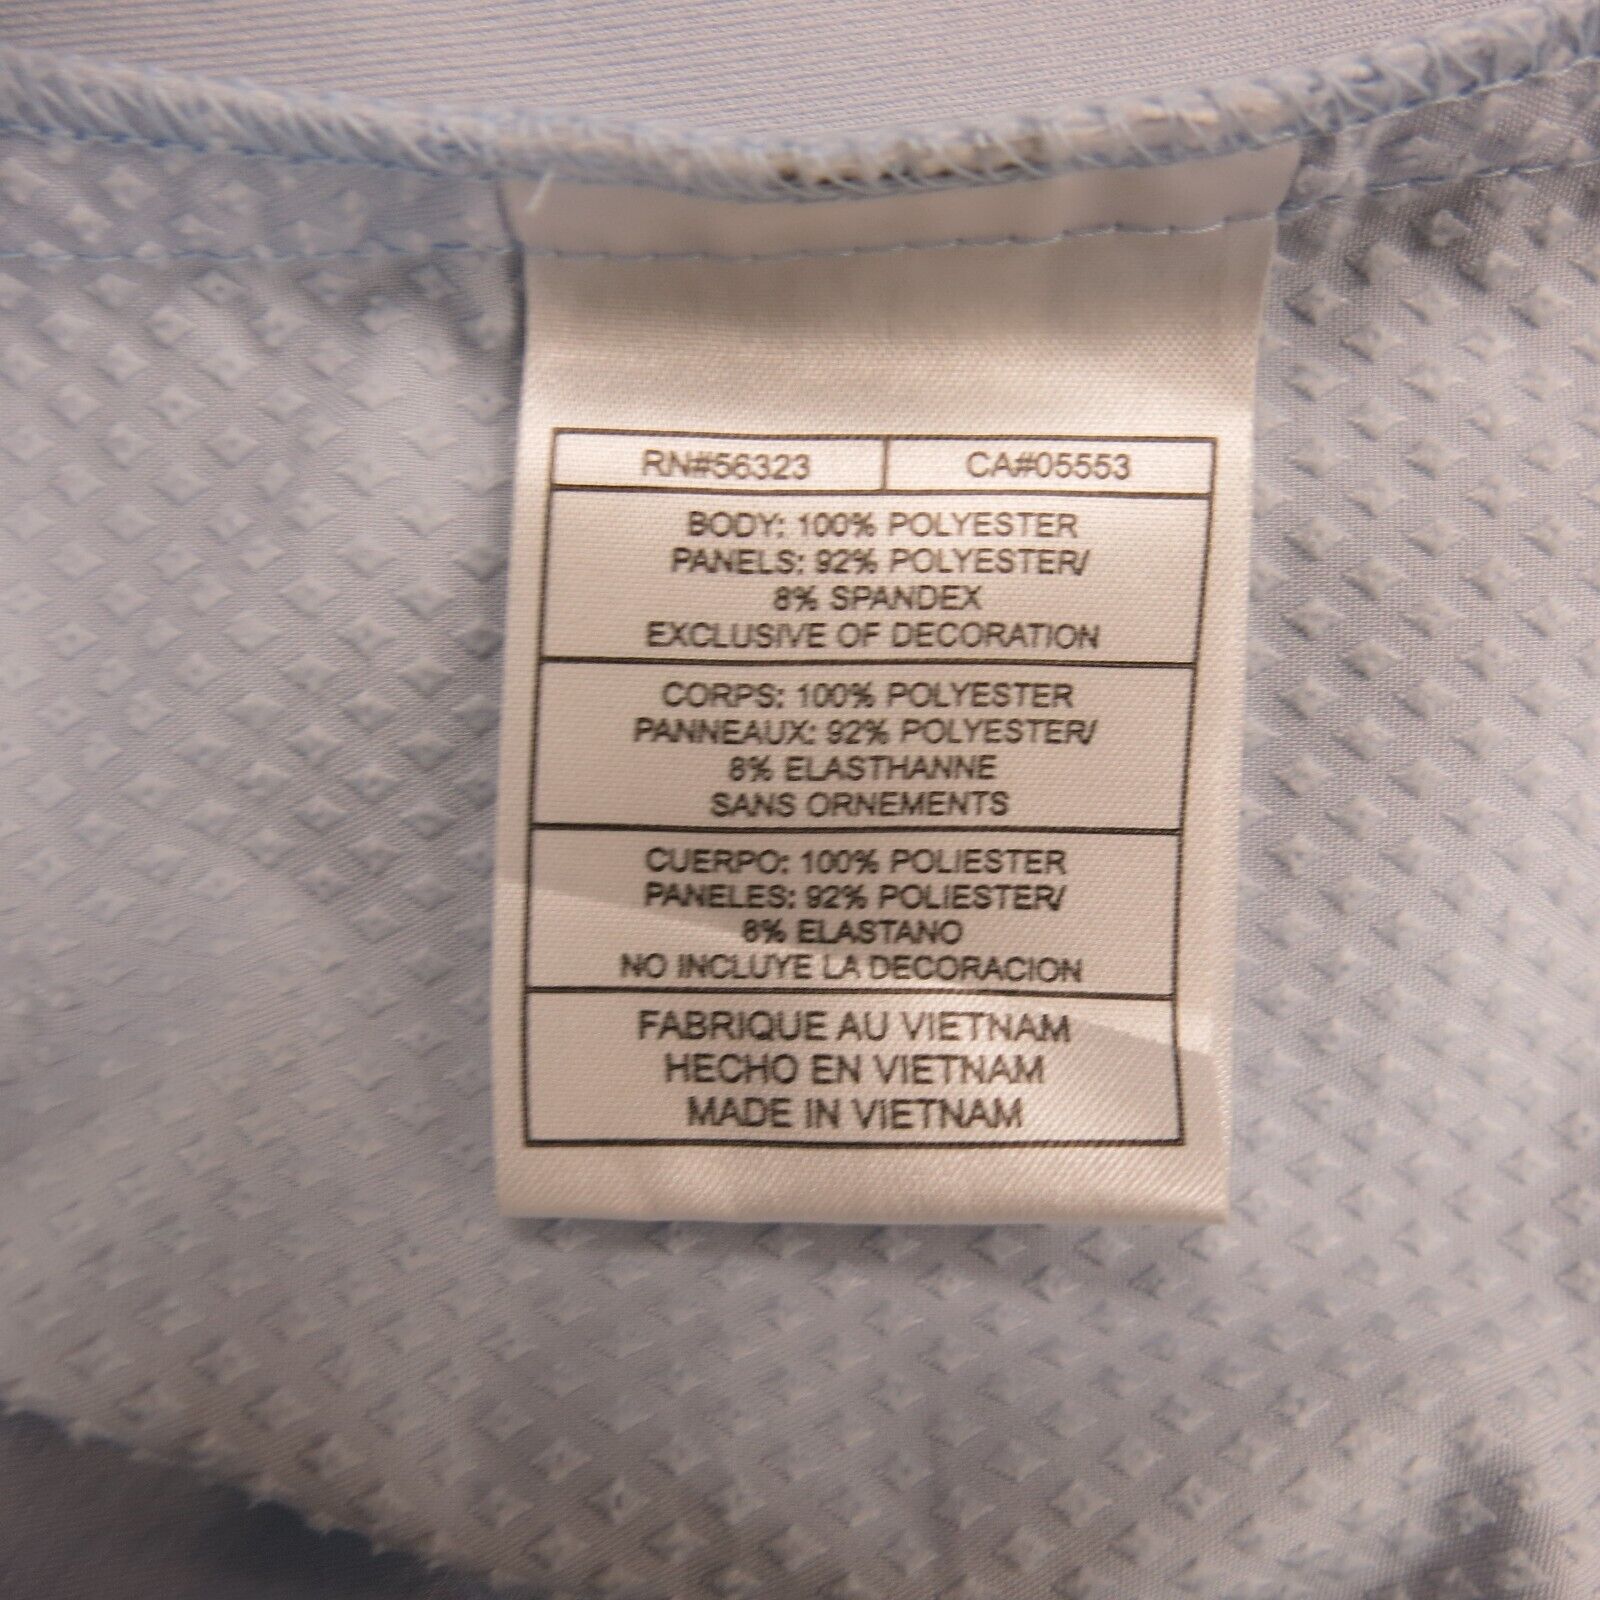 RN#56323 CA#05553
BODY: 100% POLYESTER
PANELS: 92% POLYESTER/
8% SPANDEX
EXCLUSIVE OF DECORATION
CORPS: 100% POLYESTER
PANNEAUX: 92% POLYESTER/
8% ELASTHANNE
SANS ORNEMENTS
CUERPO: 100% POLIESTER
PANELES: 92% POLIESTER/
8% ELASTANO
NO INCLUYE LA DECORACION
FABRIQUE AU VIETNAM
HECHO EN VIETNAM
MADE IN VIETNAM